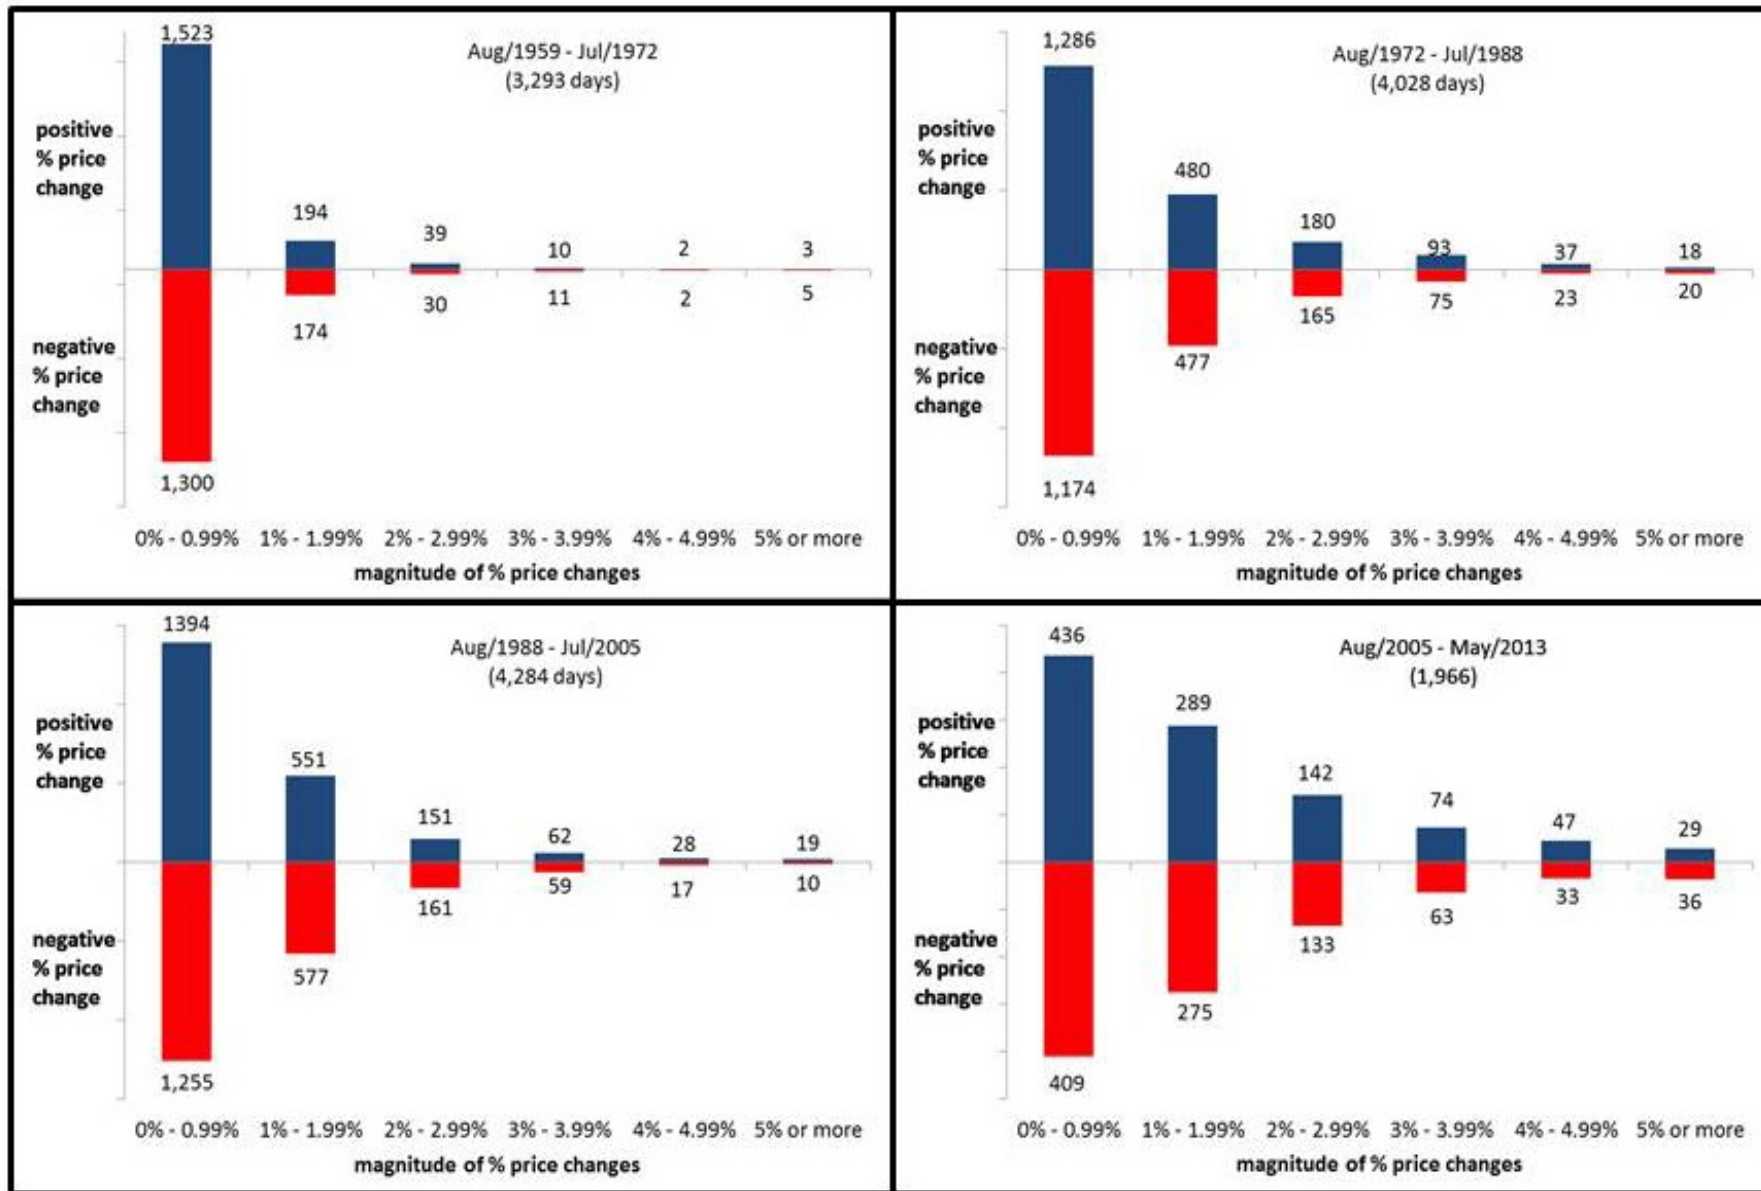 1,523
Aug/1959 - Jul/1972
(3,293 days)
positive
% price
change
194
39
10
2
3
174
30
11
2
5
negative
% price
change
1,300
0% - 0.99% 1% - 1.99% 2% - 2.99% 3% - 3.99% 4% - 4.99% 5% or more
magnitude of % price changes
1,286
Aug/1972 - Jul/1988
(4,028 days)
positive
% price
change
480
180
93
37
18
477
165
75
23
20
negative
% price
change
1,174
0% - 0.99% 1% - 1.99% 2% - 2.99% 3% - 3.99% 4% - 4.99% 5% or more
magnitude of % price changes
1394
Aug/1988 - Jul/2005
(4,284 days)
positive
% price
change
551
151
62
28
19
577
161
59
17
10
negative
% price
change
1,255
0% - 0.99% 1% - 1.99% 2% - 2.99% 3% - 3.99% 4% - 4.99% 5% or more
magnitude of % price changes
436
Aug/2005 - May/2013
(1,966)
positive
% price
change
289
142
74
47
29
275
133
63
33
36
negative
% price
change
409
0% - 0.99% 1% - 1.99% 2% - 2.99% 3% - 3.99% 4% - 4.99% 5% or more
magnitude of % price changes